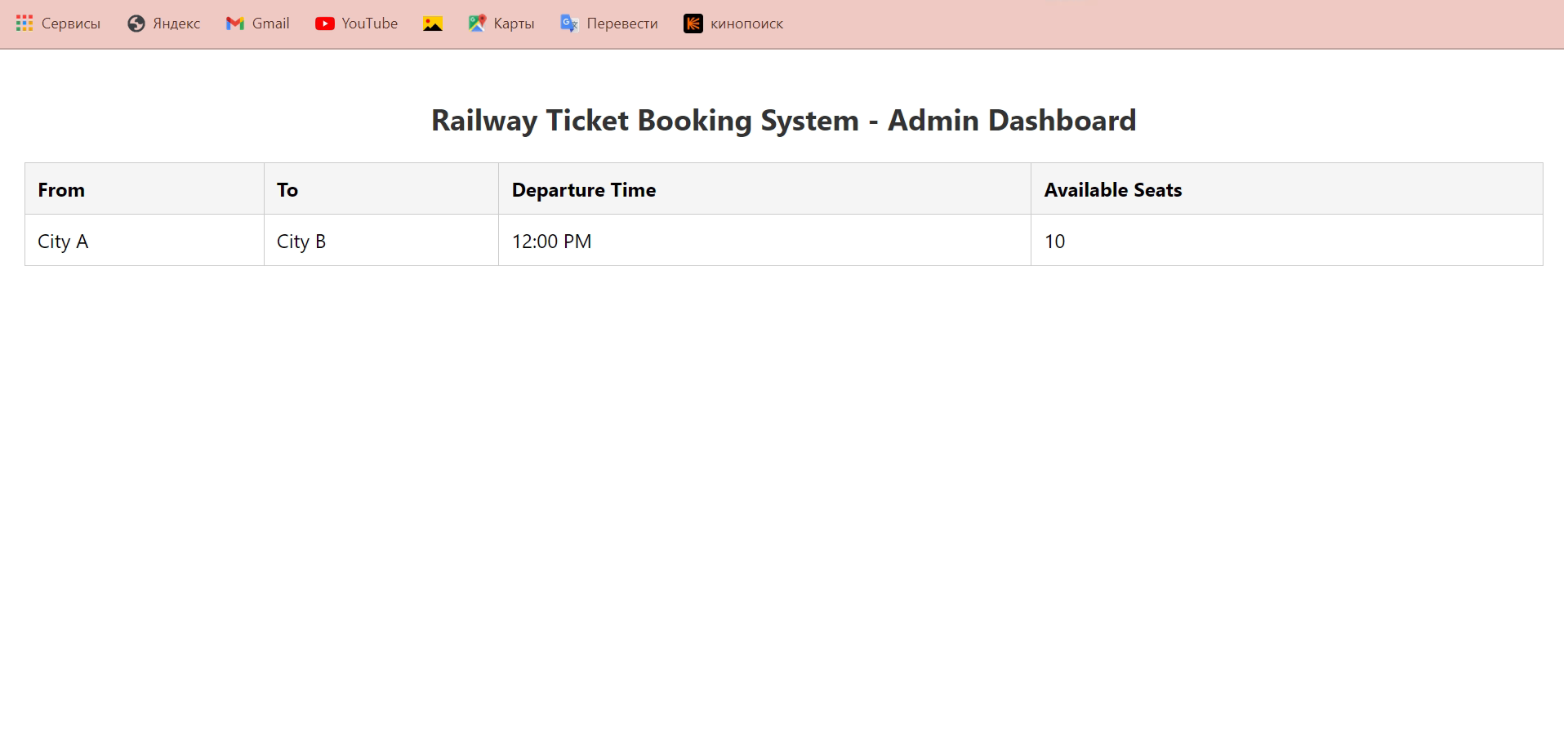 Сервисы Яндекс Gmail YouTube Карты Перевести кинопоиск
Railway Ticket Booking System - Admin Dashboard
From To Departure Time Available Seats
City A City B 12:00 PM 10